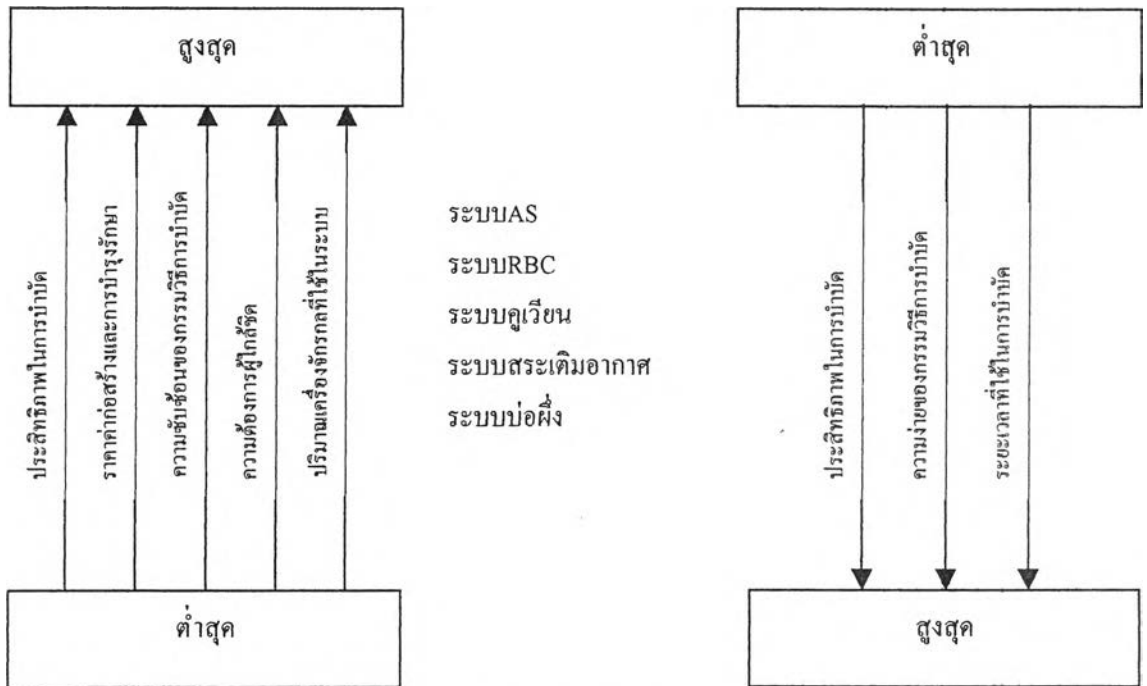 สูงสุด
ต่ำสุด
ประสิทธิภาพในการบำบัด
ราคาค่าก่อสร้างและการบำรุงรักษา
ความซับซ้อนของกรรมวิธีการบำบัด
ความต้องการผู้ใกล้ชิด
ปริมาณเครื่องจักรกลที่ใช้ในระบบ
ระบบAS
ระบบRBC
ระบบคูเวียน
ระบบสระเติมอากาศ
ระบบบ่อผึ่ง
ประสิทธิภาพในการบำบัด
ความง่ายของกรรมวิธีการบำบัด
ระยะเวลาที่ใช้ในการบำบัด
ต่ำสุด
สูงสุด